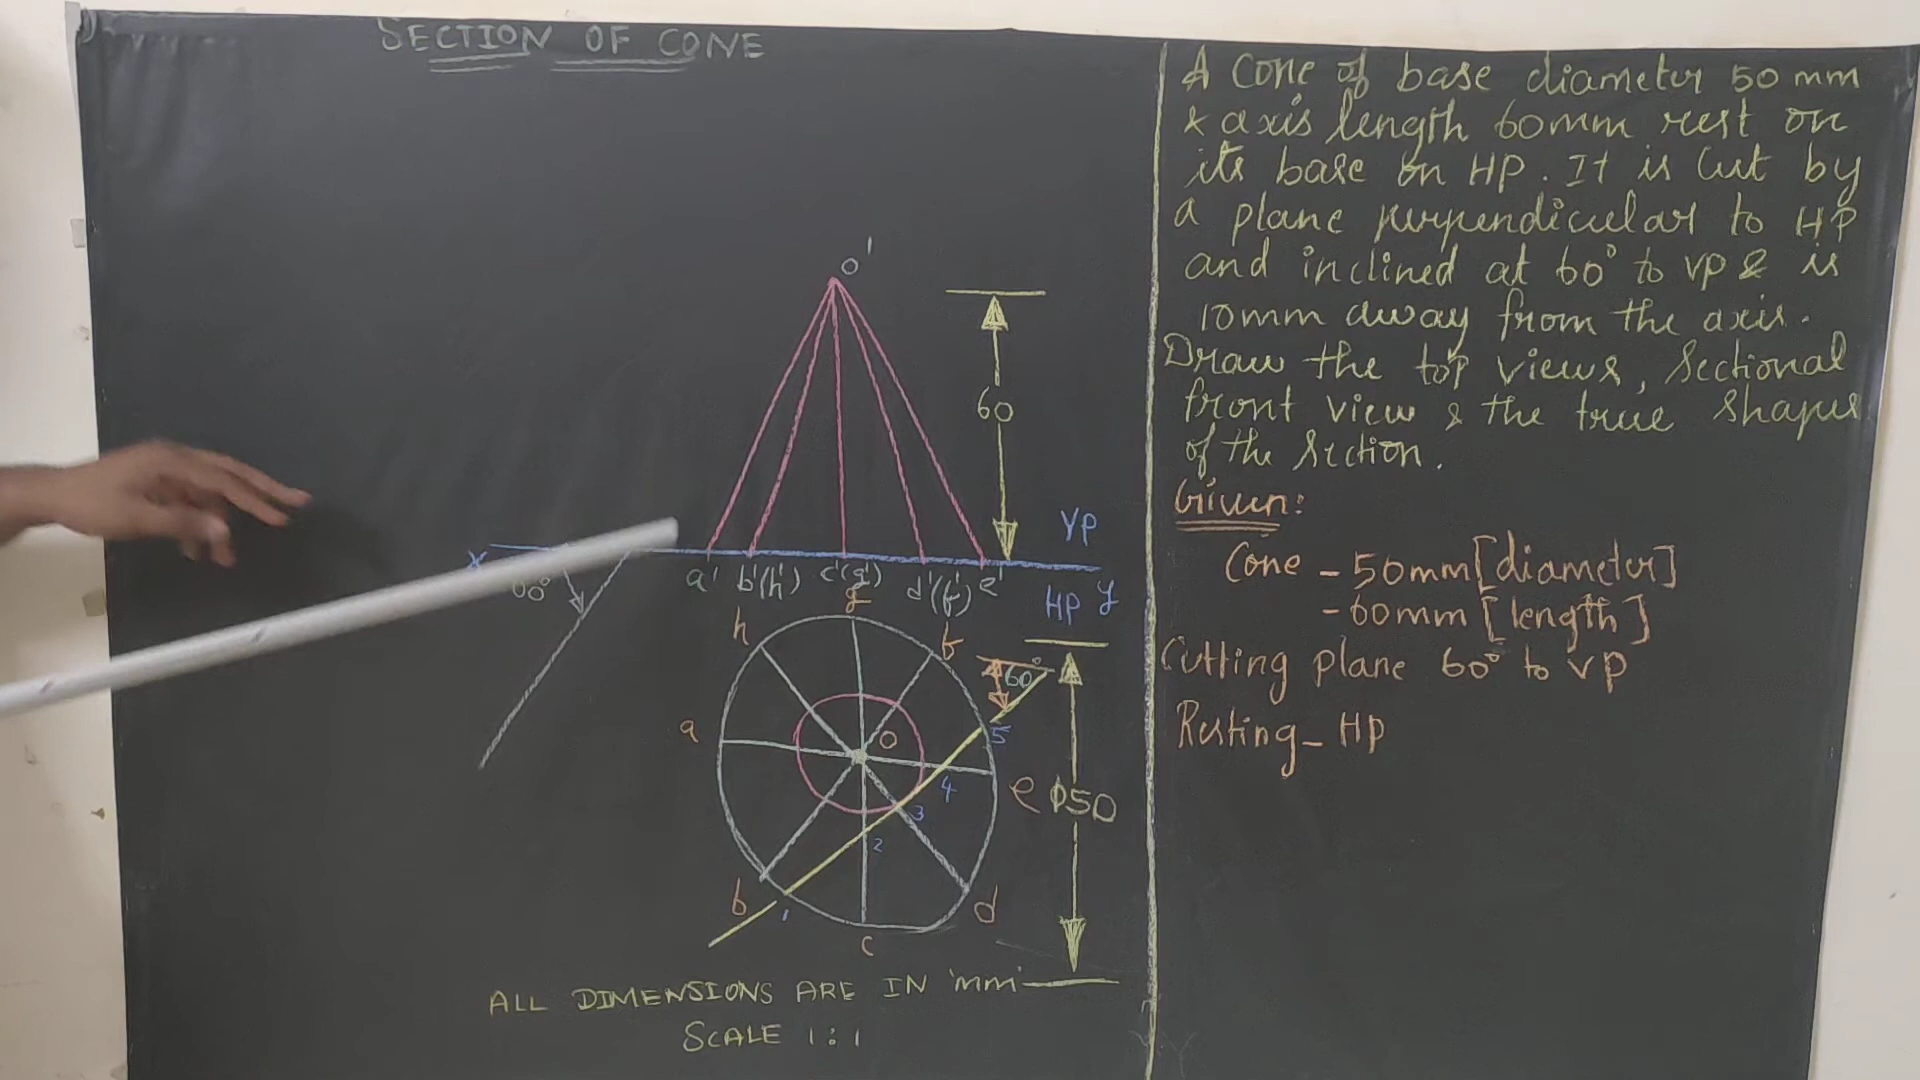 SECTION OF CONE
A cone of base diameter 50 mm
& axis length 60mm rest on
its base on HP. It is cut by
a plane perpendicular to HP
and inclined at 60° to VP & is
10mm away from the axis.
Draw the top views, sectional
front view & the true shapes
of the section.
Given:
Cone - 50mm [diameter]
- 60mm [length]
Cutting plane 60° to VP
Resting - HP
o'
60
VP
x
a' b'(h') c'(g') d'(f') e'
HP y
60°
g
h
f
60°
a
o
5
4
e
φ50
3
2
b
1
d
c
ALL DIMENSIONS ARE IN 'mm'
SCALE 1:1